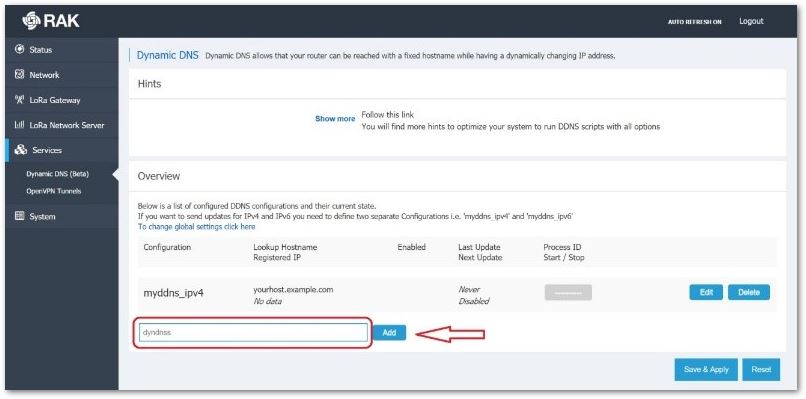 RAK
AUTO REFRESH ON
Logout
Status
Network
LoRa Gateway
LoRa Network Server
Services
Dynamic DNS (Beta)
OpenVPN Tunnels
System
Dynamic DNS Dynamic DNS allows that your router can be reached with a fixed hostname while having a dynamically changing IP address.
Hints
Show more
Follow this link
You will find more hints to optimize your system to run DDNS scripts with all options
Overview
Below is a list of configured DDNS configurations and their current state.
If you want to send updates for IPv4 and IPv6 you need to define two separate Configurations i.e. 'myddns_ipv4' and 'myddns_ipv6'
To change global settings click here
Configuration Lookup Hostname Enabled Last Update Process ID
Registered IP Next Update Start / Stop
myddns_ipv4 yourhost.example.com Never ---------- Edit Delete
No data Disabled
dyndnss Add
Save & Apply Reset